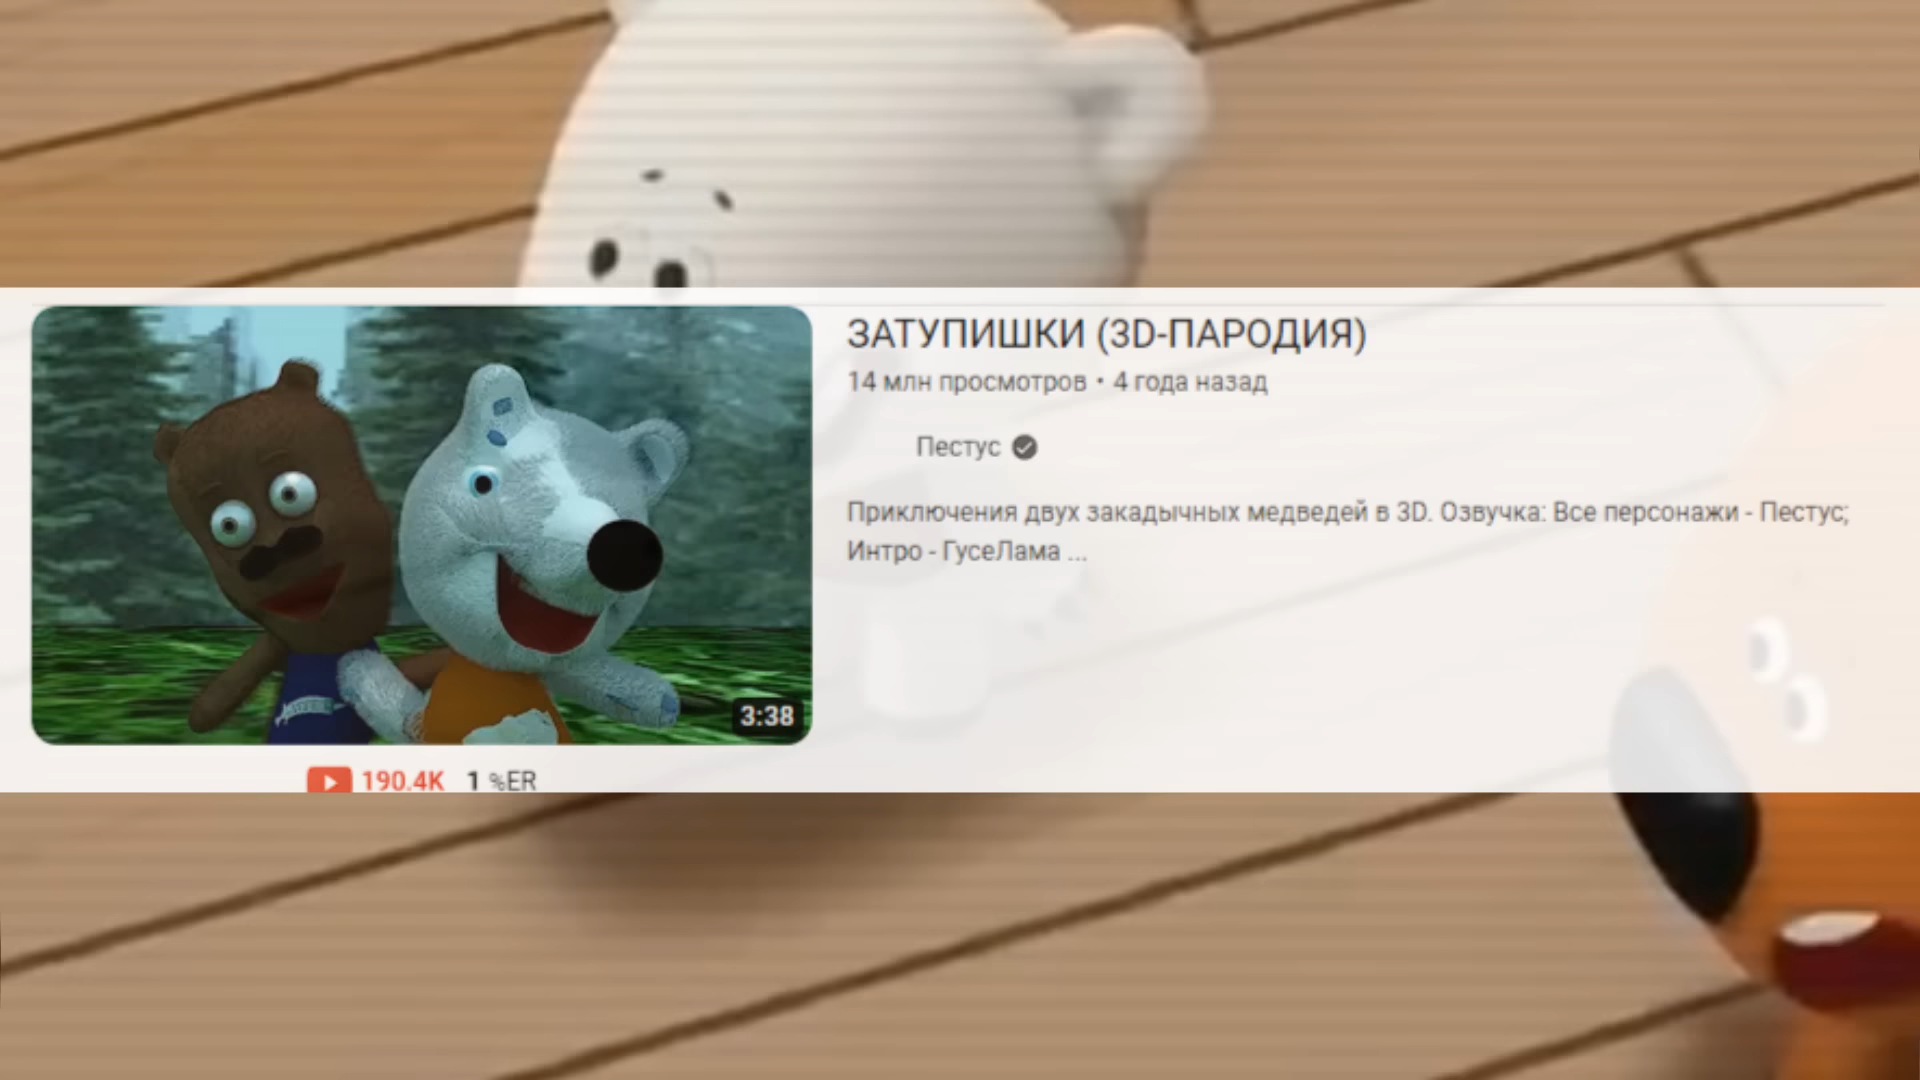 ЗАТУПИШКИ (3D-ПАРОДИЯ)
14 млн просмотров • 4 года назад
Пестус
Приключения двух закадычных медведей в 3D. Озвучка: Все персонажи - Пестус;
Интро - ГусеЛама ...
3:38
190.4K 1 %ER